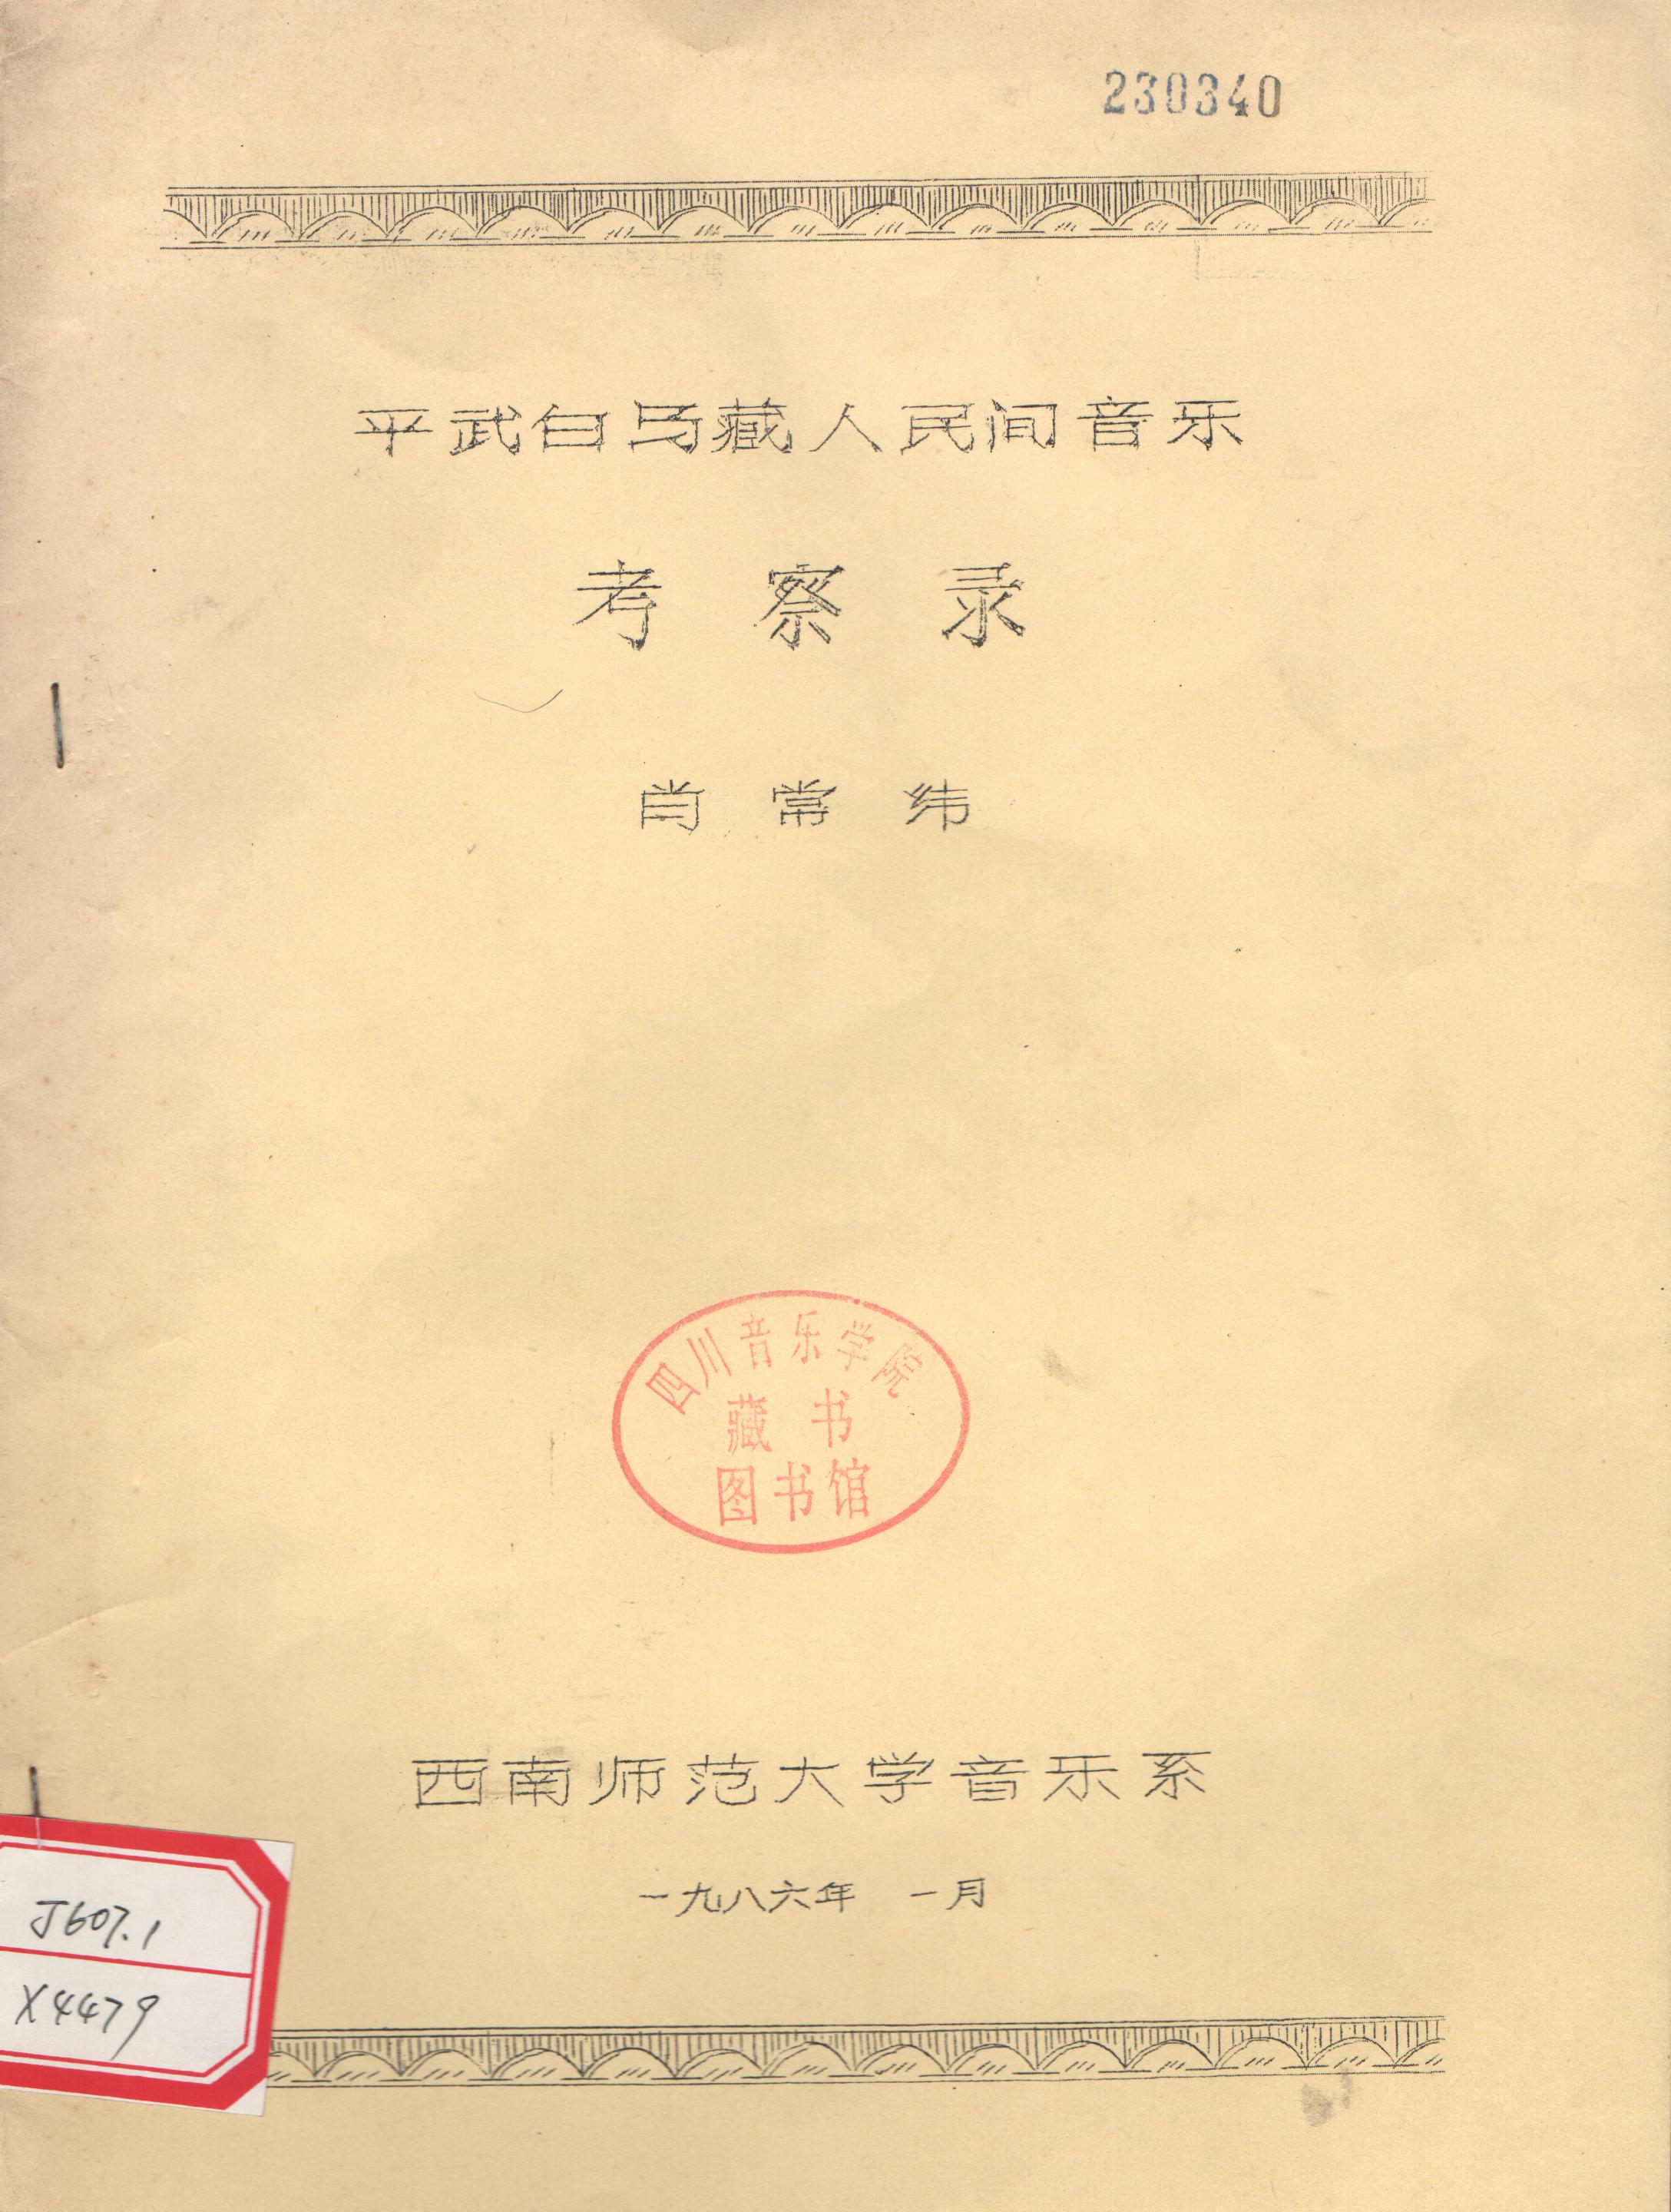 230340
平武白马藏人民间音乐
考察录
肖常纬
四川音乐学院
藏书
图书馆
西南师范大学音乐系
一九八六年 一月
J607.1
X4479